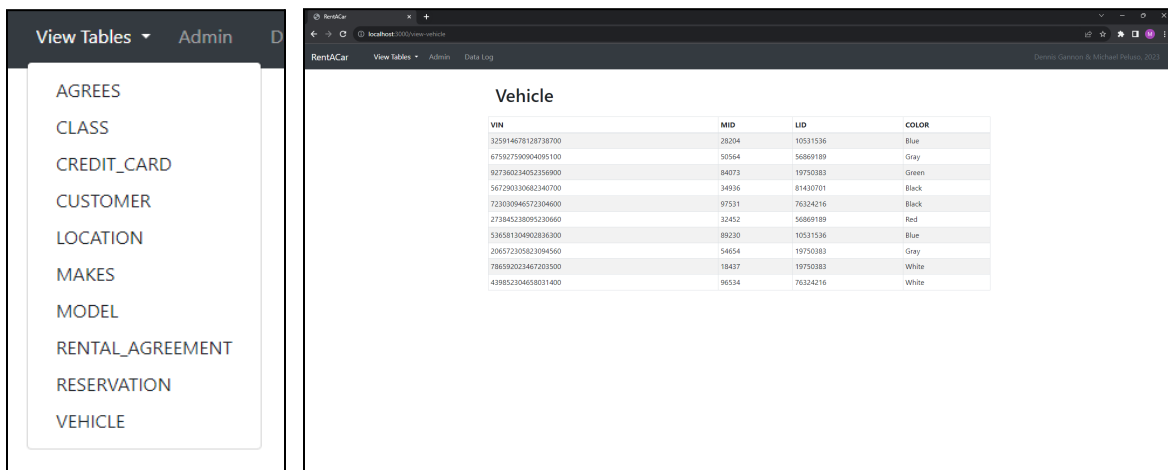 View Tables Admin D
AGREES
CLASS
CREDIT_CARD
CUSTOMER
LOCATION
MAKES
MODEL
RENTAL_AGREEMENT
RESERVATION
VEHICLE
RentACar
localhost:3000/view-vehicle
M
RentACar View Tables Admin Data Log Dennis Gannon & Michael Peluso 2023
Vehicle
VIN MID LID COLOR
325914678128738700 28204 10531536 Blue
675927590904095100 50564 56869189 Gray
927360234052356900 84073 19750383 Green
567290330682340700 34936 81430701 Black
723030946572304600 97531 76324216 Black
273845238095230660 32452 56869189 Red
536581304902836300 89230 10531536 Blue
206572305823094560 54654 19750383 Gray
786592023467203500 18437 19750383 White
439852304658031400 96534 76324216 White